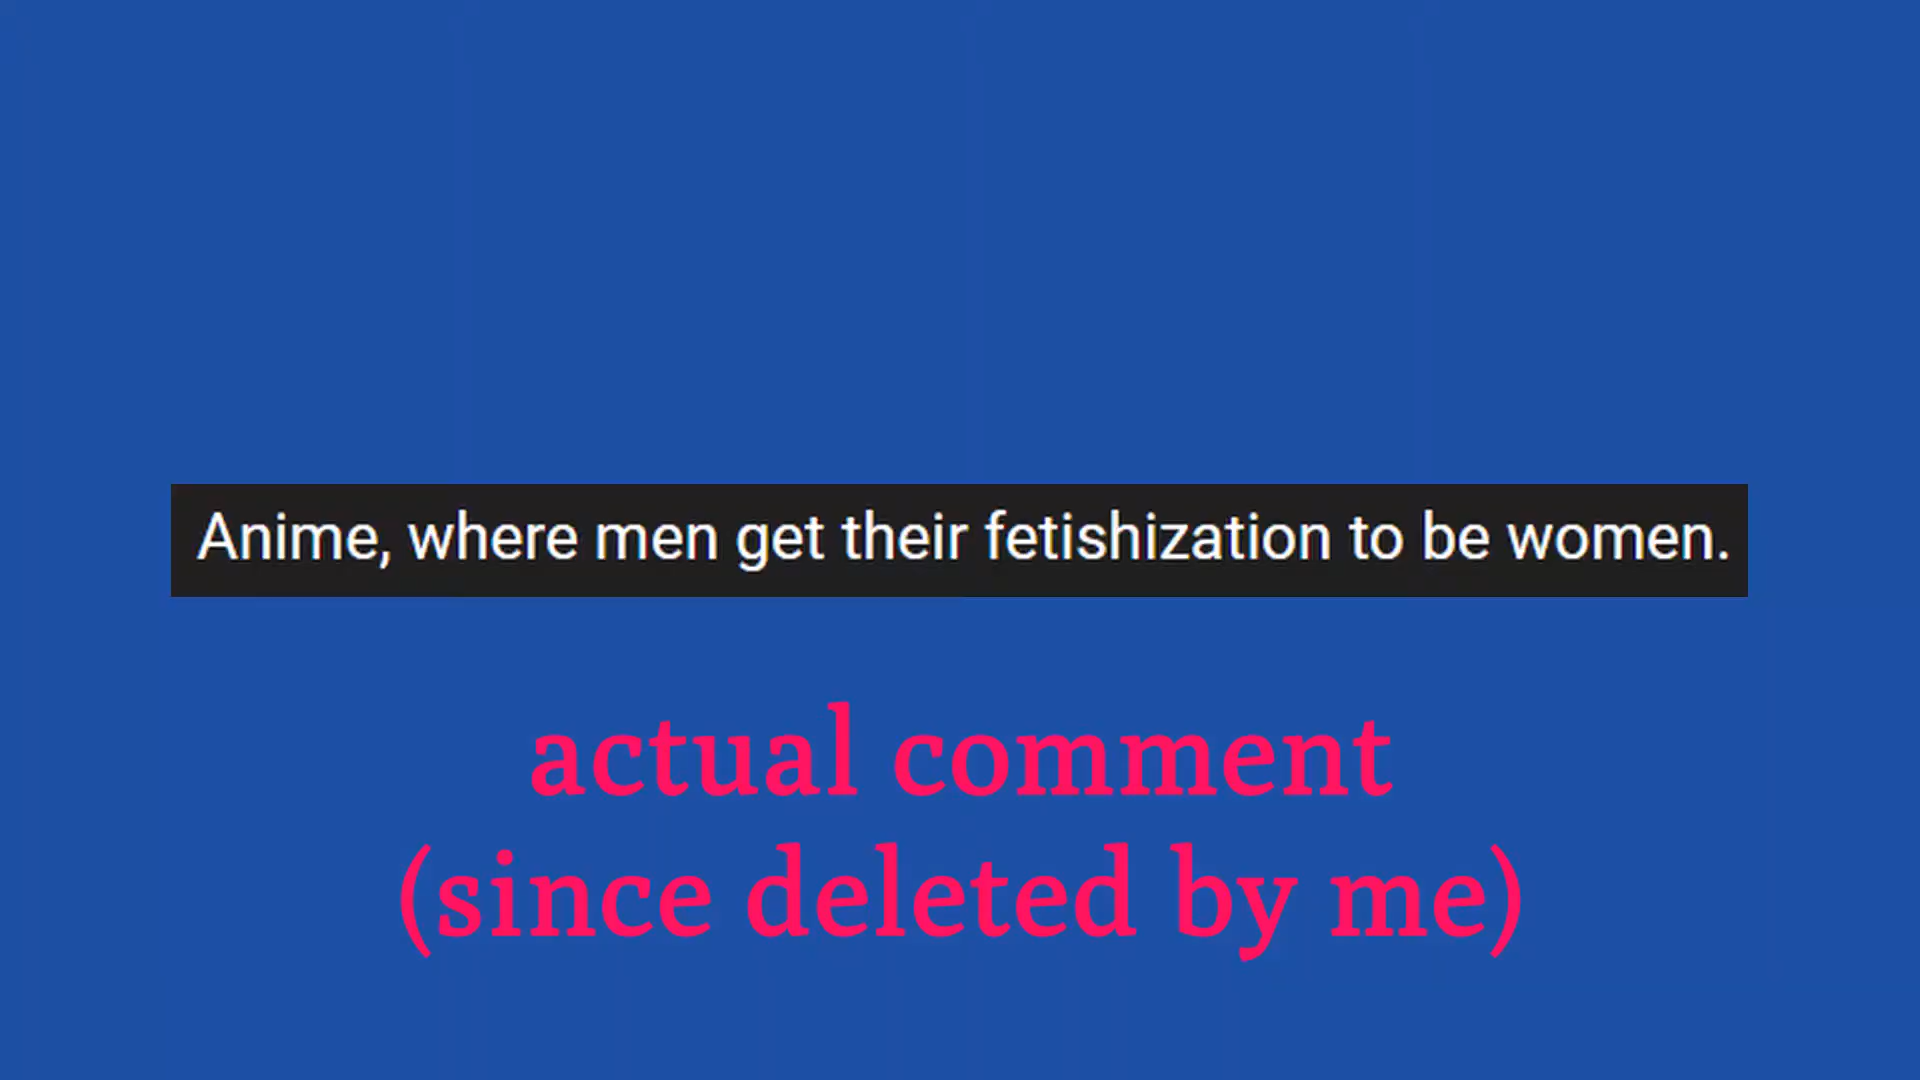 Anime, where men get their fetishization to be women.
actual comment
(since deleted by me)